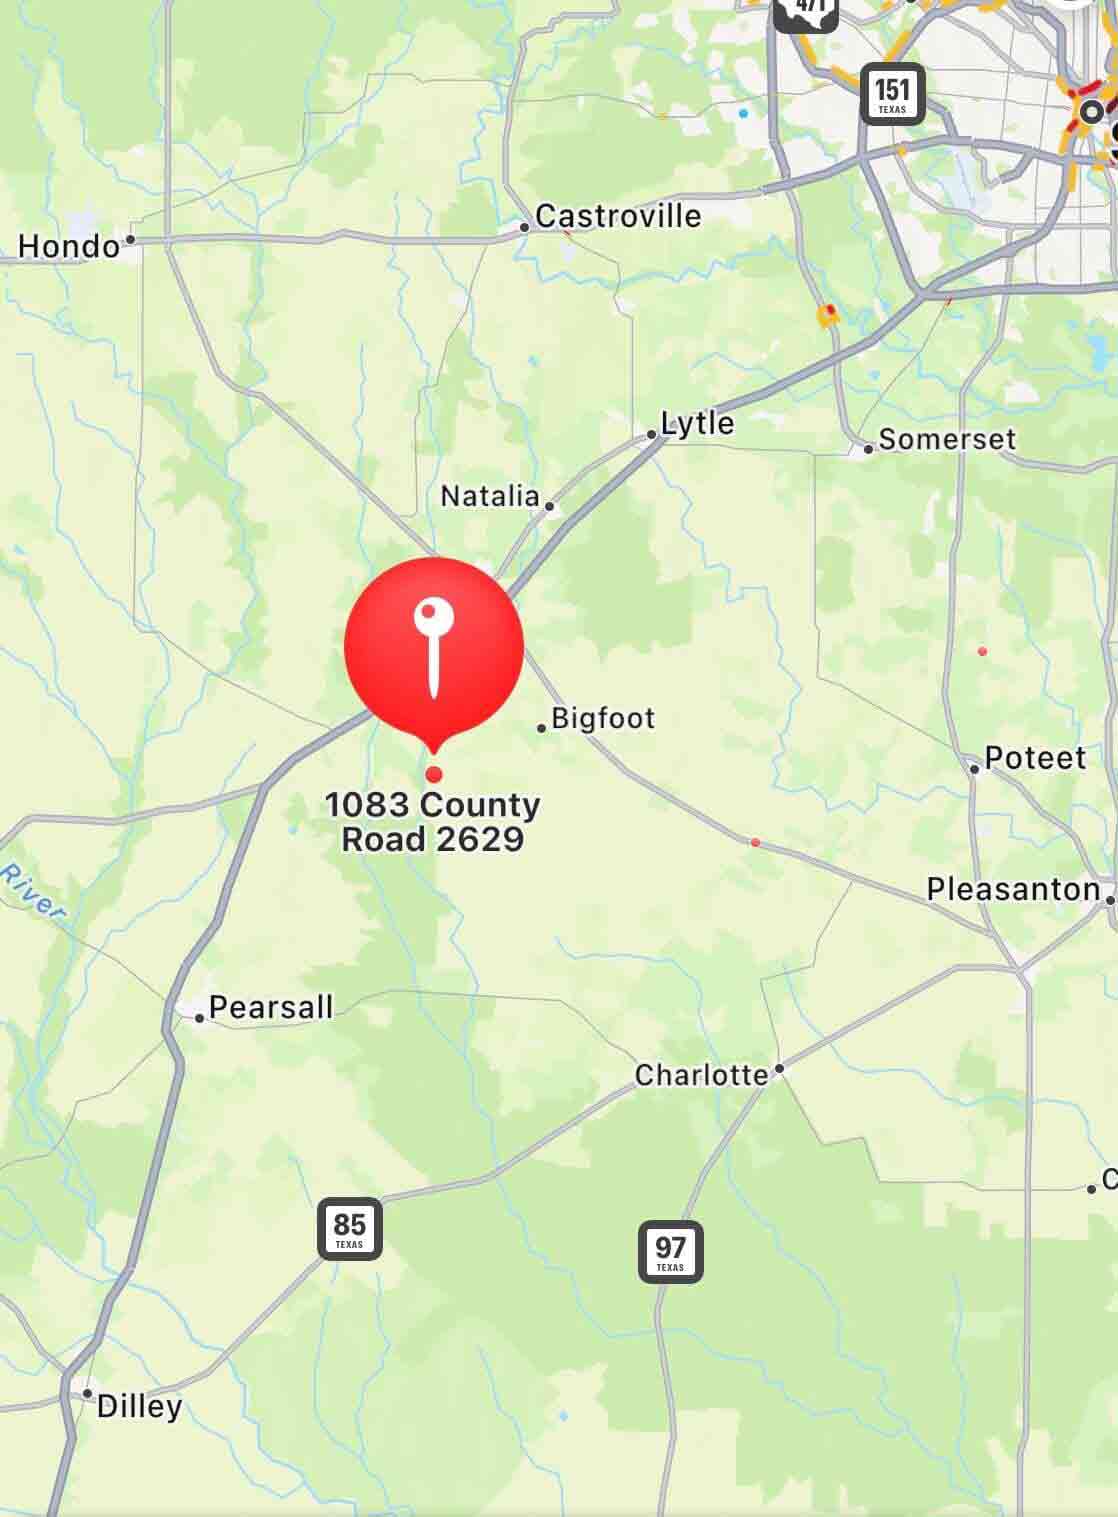 471
151
TEXAS
Castroville
Hondo
Lytle
Somerset
Natalia
Bigfoot
Poteet
1083 County
Road 2629
River
Pleasanton
Pearsall
Charlotte
C
85
TEXAS
97
TEXAS
Dilley